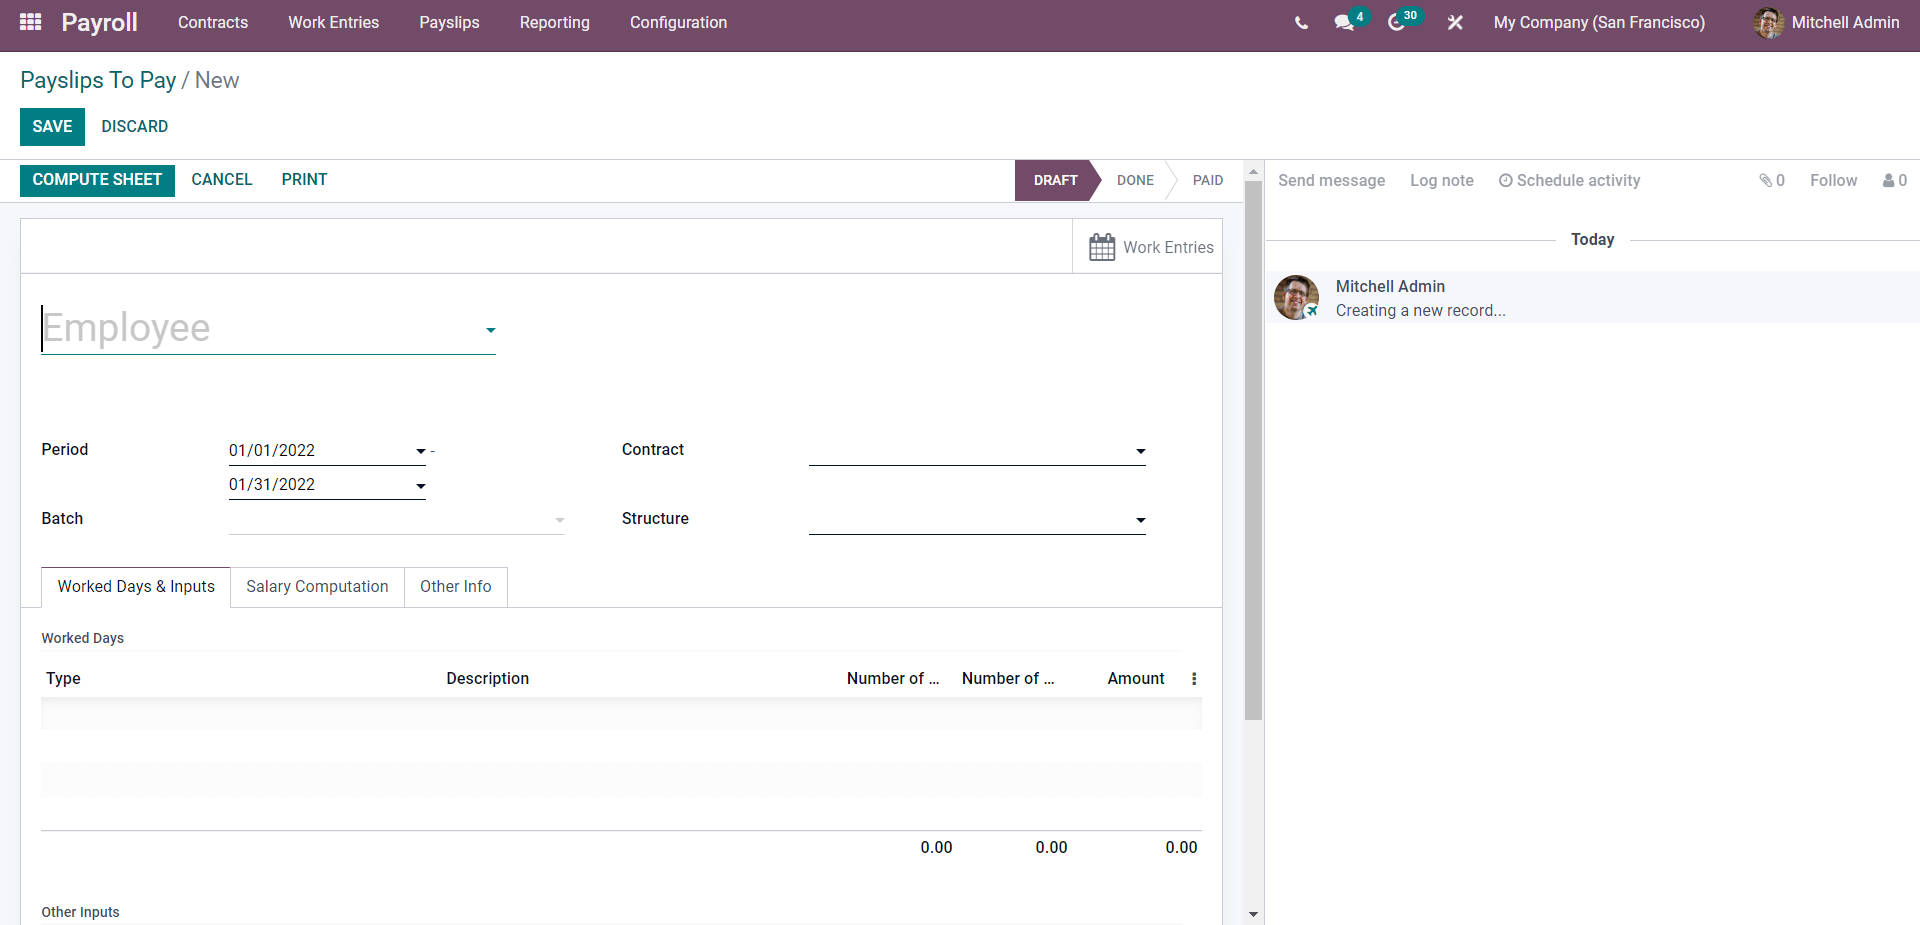 Payroll Contracts Work Entries Payslips Reporting Configuration 4 30 My Company (San Francisco) Mitchell Admin
Payslips To Pay / New
SAVE DISCARD
COMPUTE SHEET CANCEL PRINT DRAFT DONE PAID Send message Log note Schedule activity 0 Follow 0
Work Entries
Today
Mitchell Admin
Creating a new record...
Employee
Period 01/01/2022 - Contract
01/31/2022
Batch Structure
Worked Days & Inputs Salary Computation Other Info
Worked Days
Type Description Number of ... Number of ... Amount
0.00 0.00 0.00
Other Inputs